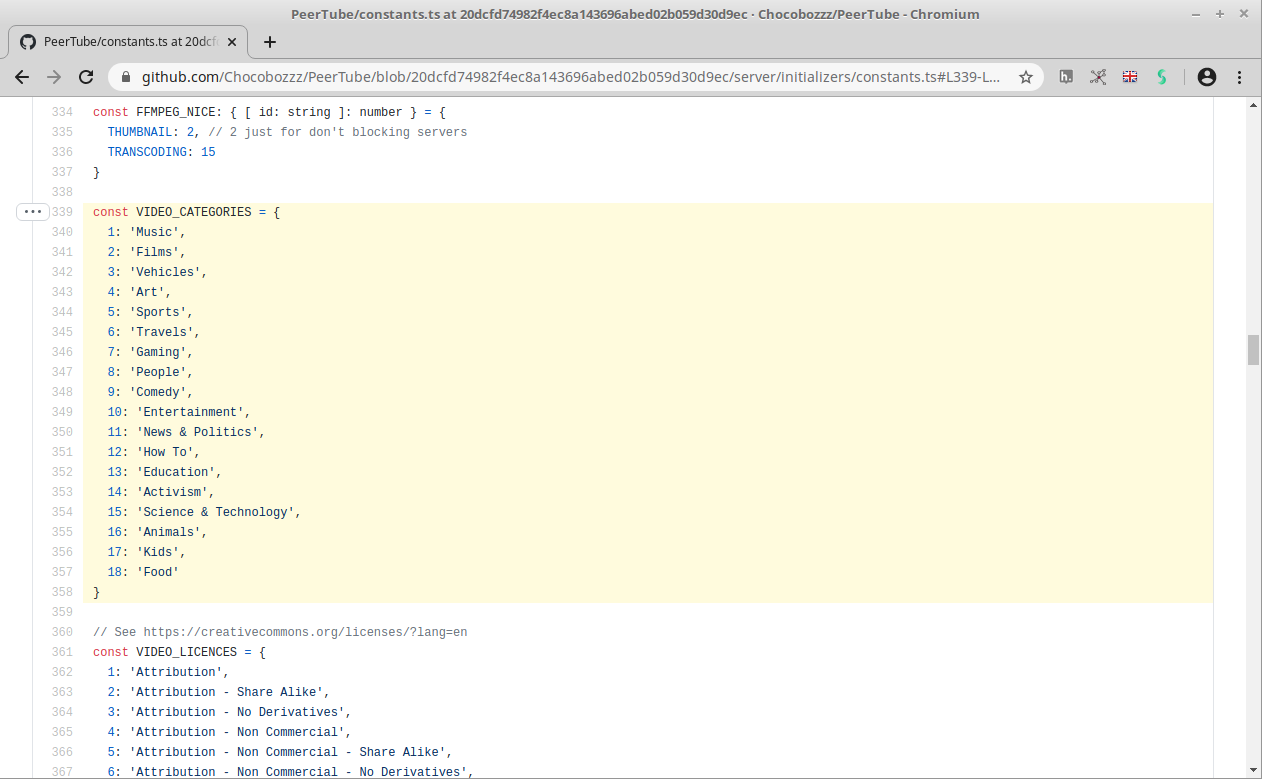 PeerTube/constants.ts at 20dcfd74982f4ec8a143696abed02b059d30d9ec · Chocobozzz/PeerTube - Chromium
PeerTube/constants.ts at 20dcf
github.com/Chocobozzz/PeerTube/blob/20dcfd74982f4ec8a143696abed02b059d30d9ec/server/initializers/constants.ts#L339-L...
334 const FFMPEG_NICE: { [ id: string ]: number } = {
335 THUMBNAIL: 2, // 2 just for don't blocking servers
336 TRANSCODING: 15
337 }
338
339 const VIDEO_CATEGORIES = {
340 1: 'Music',
341 2: 'Films',
342 3: 'Vehicles',
343 4: 'Art',
344 5: 'Sports',
345 6: 'Travels',
346 7: 'Gaming',
347 8: 'People',
348 9: 'Comedy',
349 10: 'Entertainment',
350 11: 'News & Politics',
351 12: 'How To',
352 13: 'Education',
353 14: 'Activism',
354 15: 'Science & Technology',
355 16: 'Animals',
356 17: 'Kids',
357 18: 'Food'
358 }
359
360 // See https://creativecommons.org/licenses/?lang=en
361 const VIDEO_LICENCES = {
362 1: 'Attribution',
363 2: 'Attribution - Share Alike',
364 3: 'Attribution - No Derivatives',
365 4: 'Attribution - Non Commercial',
366 5: 'Attribution - Non Commercial - Share Alike',
367 6: 'Attribution - Non Commercial - No Derivatives',